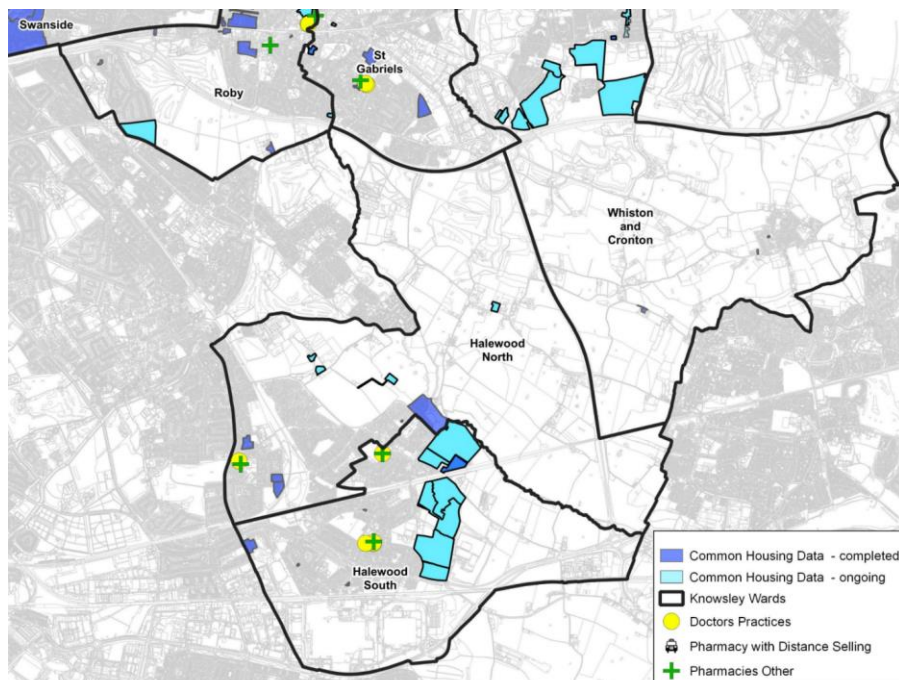 Swanside
St
Gabriels
Roby
Whiston
and
Cronton
Halewood
North
Halewood
South
Common Housing Data - completed
Common Housing Data - ongoing
Knowsley Wards
Doctors Practices
Pharmacy with Distance Selling
Pharmacies Other